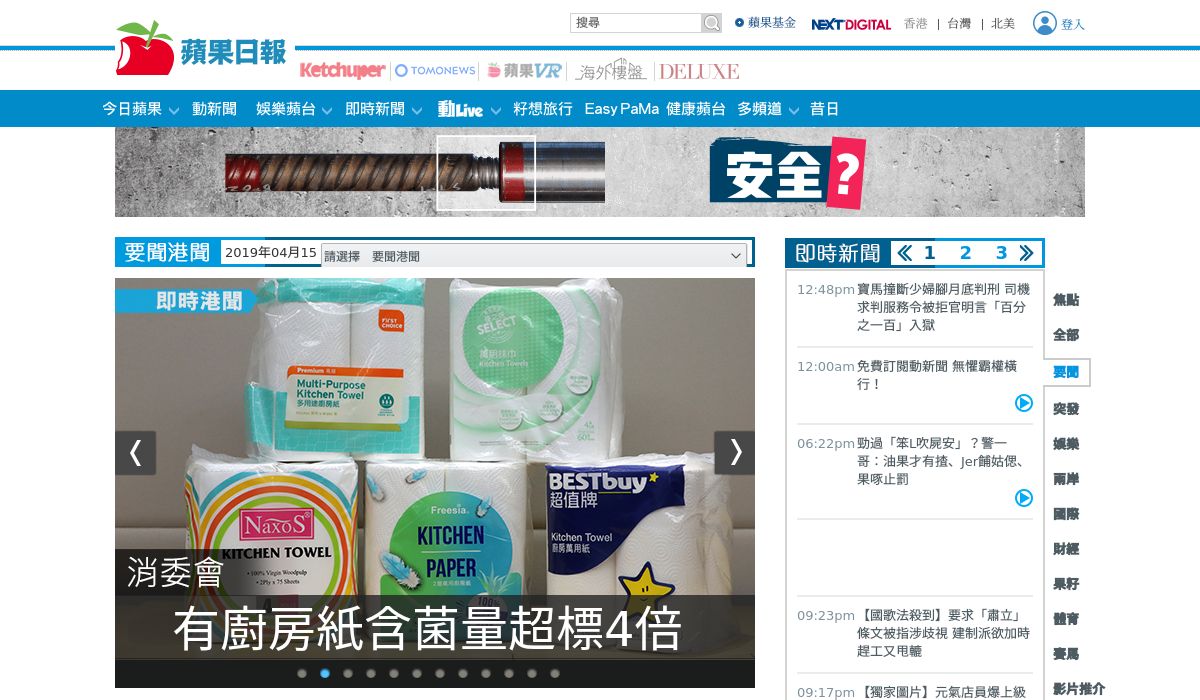 搜尋
蘋果基金
NEXTDIGITAL
香港 | 台灣 | 北美
登入
蘋果日報
Ketchuper
TOMONEWS
蘋果VR
海外樓盤
DELUXE
今日蘋果 動新聞 娛樂蘋台 即時新聞 動Live 籽想旅行 Easy PaMa 健康蘋台 多頻道 昔日
安全?
要聞港聞
2019年04月15
請選擇 要聞港聞
即時港聞
FIRST CHOICE
Premium
Multi-Purpose
Kitchen Towel
多用途廚房紙
SELECT
萬用抹巾
Kitchen Towels
NAXOS
KITCHEN TOWEL
• 100% Virgin Woodpulp
• 2Ply x 75 Sheets
Freesia
KITCHEN
PAPER
100%
BESTbuy
超值牌
Kitchen Towel
廚房萬用紙
消委會
有廚房紙含菌量超標4倍
即時新聞
1 2 3
12:48pm 寶馬撞斷少婦腳月底判刑 司機
求判服務令被拒官明言「百分
之一百」入獄
12:00am 免費訂閱動新聞 無懼霸權橫
行！
06:22pm 勁過「笨L吹屍安」？警一
哥：油果才有揸、Jer餔姑偲、
果啄止罰
09:23pm 【國歌法殺到】要求「肅立」
條文被指涉歧視 建制派欲加時
趕工又甩轆
09:17pm 【獨家圖片】元氣店員爆上級
焦點
全部
要聞
突發
娛樂
兩岸
國際
財經
果籽
體育
賽馬
影片推介